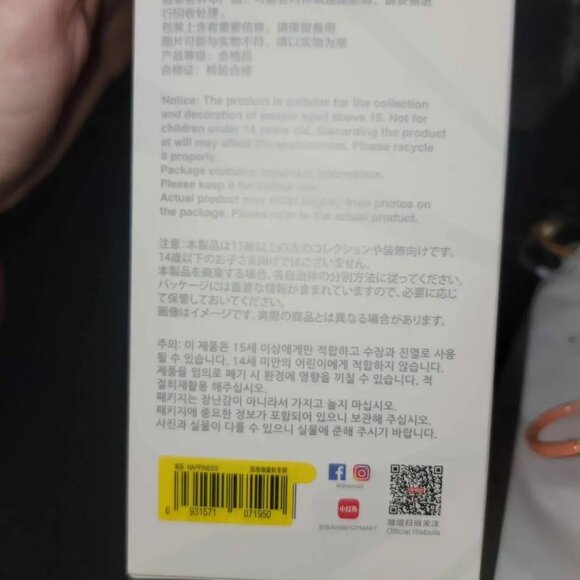 行回收处理。
包装上含有重要信息，请保留备用
图片可能与实物不符，请以实物为准
产品等级：合格品
合格证：检验合格
Notice: The product is suitable for the collection
and decoration of people aged above 15. Not for
children under 14 years old. Discarding the product
at will may affect the environment. Please recycle
it properly.
Package contains important information.
Please keep it for
Actual product may differ slightly from photos on
the package. Please refer to the actual product.
注意：本製品は15歳以上の方のコレクションや装飾向けです。
14歳以下のお子さま向けではございません。
本製品を廃棄する場合、各自治体の分別方法に従ってください。
パッケージには重要な情報が含まれていますので、必要に応じ
て保管しておいてください。
画像はイメージです。実際の商品とは異なる場合があります。
주의: 이 제품은 15세 이상에게만 적합하고 수장과 진열로 사용
될 수 있습니다. 14세 미만의 어린이에게 적합하지 않습니다.
제품을 임의로 폐기 시 환경에 영향을 끼칠 수 있습니다. 적
절히재활용 해주십시오.
패키지는 장난감이 아니라서 가지고 놀지 마십시오.
패키지에 중요한 정보가 포함되어 있으니 보관해 주십시오.
사진과 실물이 다를 수 있으니 실물에 준해 주시기 바랍니다.
HAPPINESS
6 931571 071950
@popmart
小红书
POPMART
微信扫码关注
Official Website